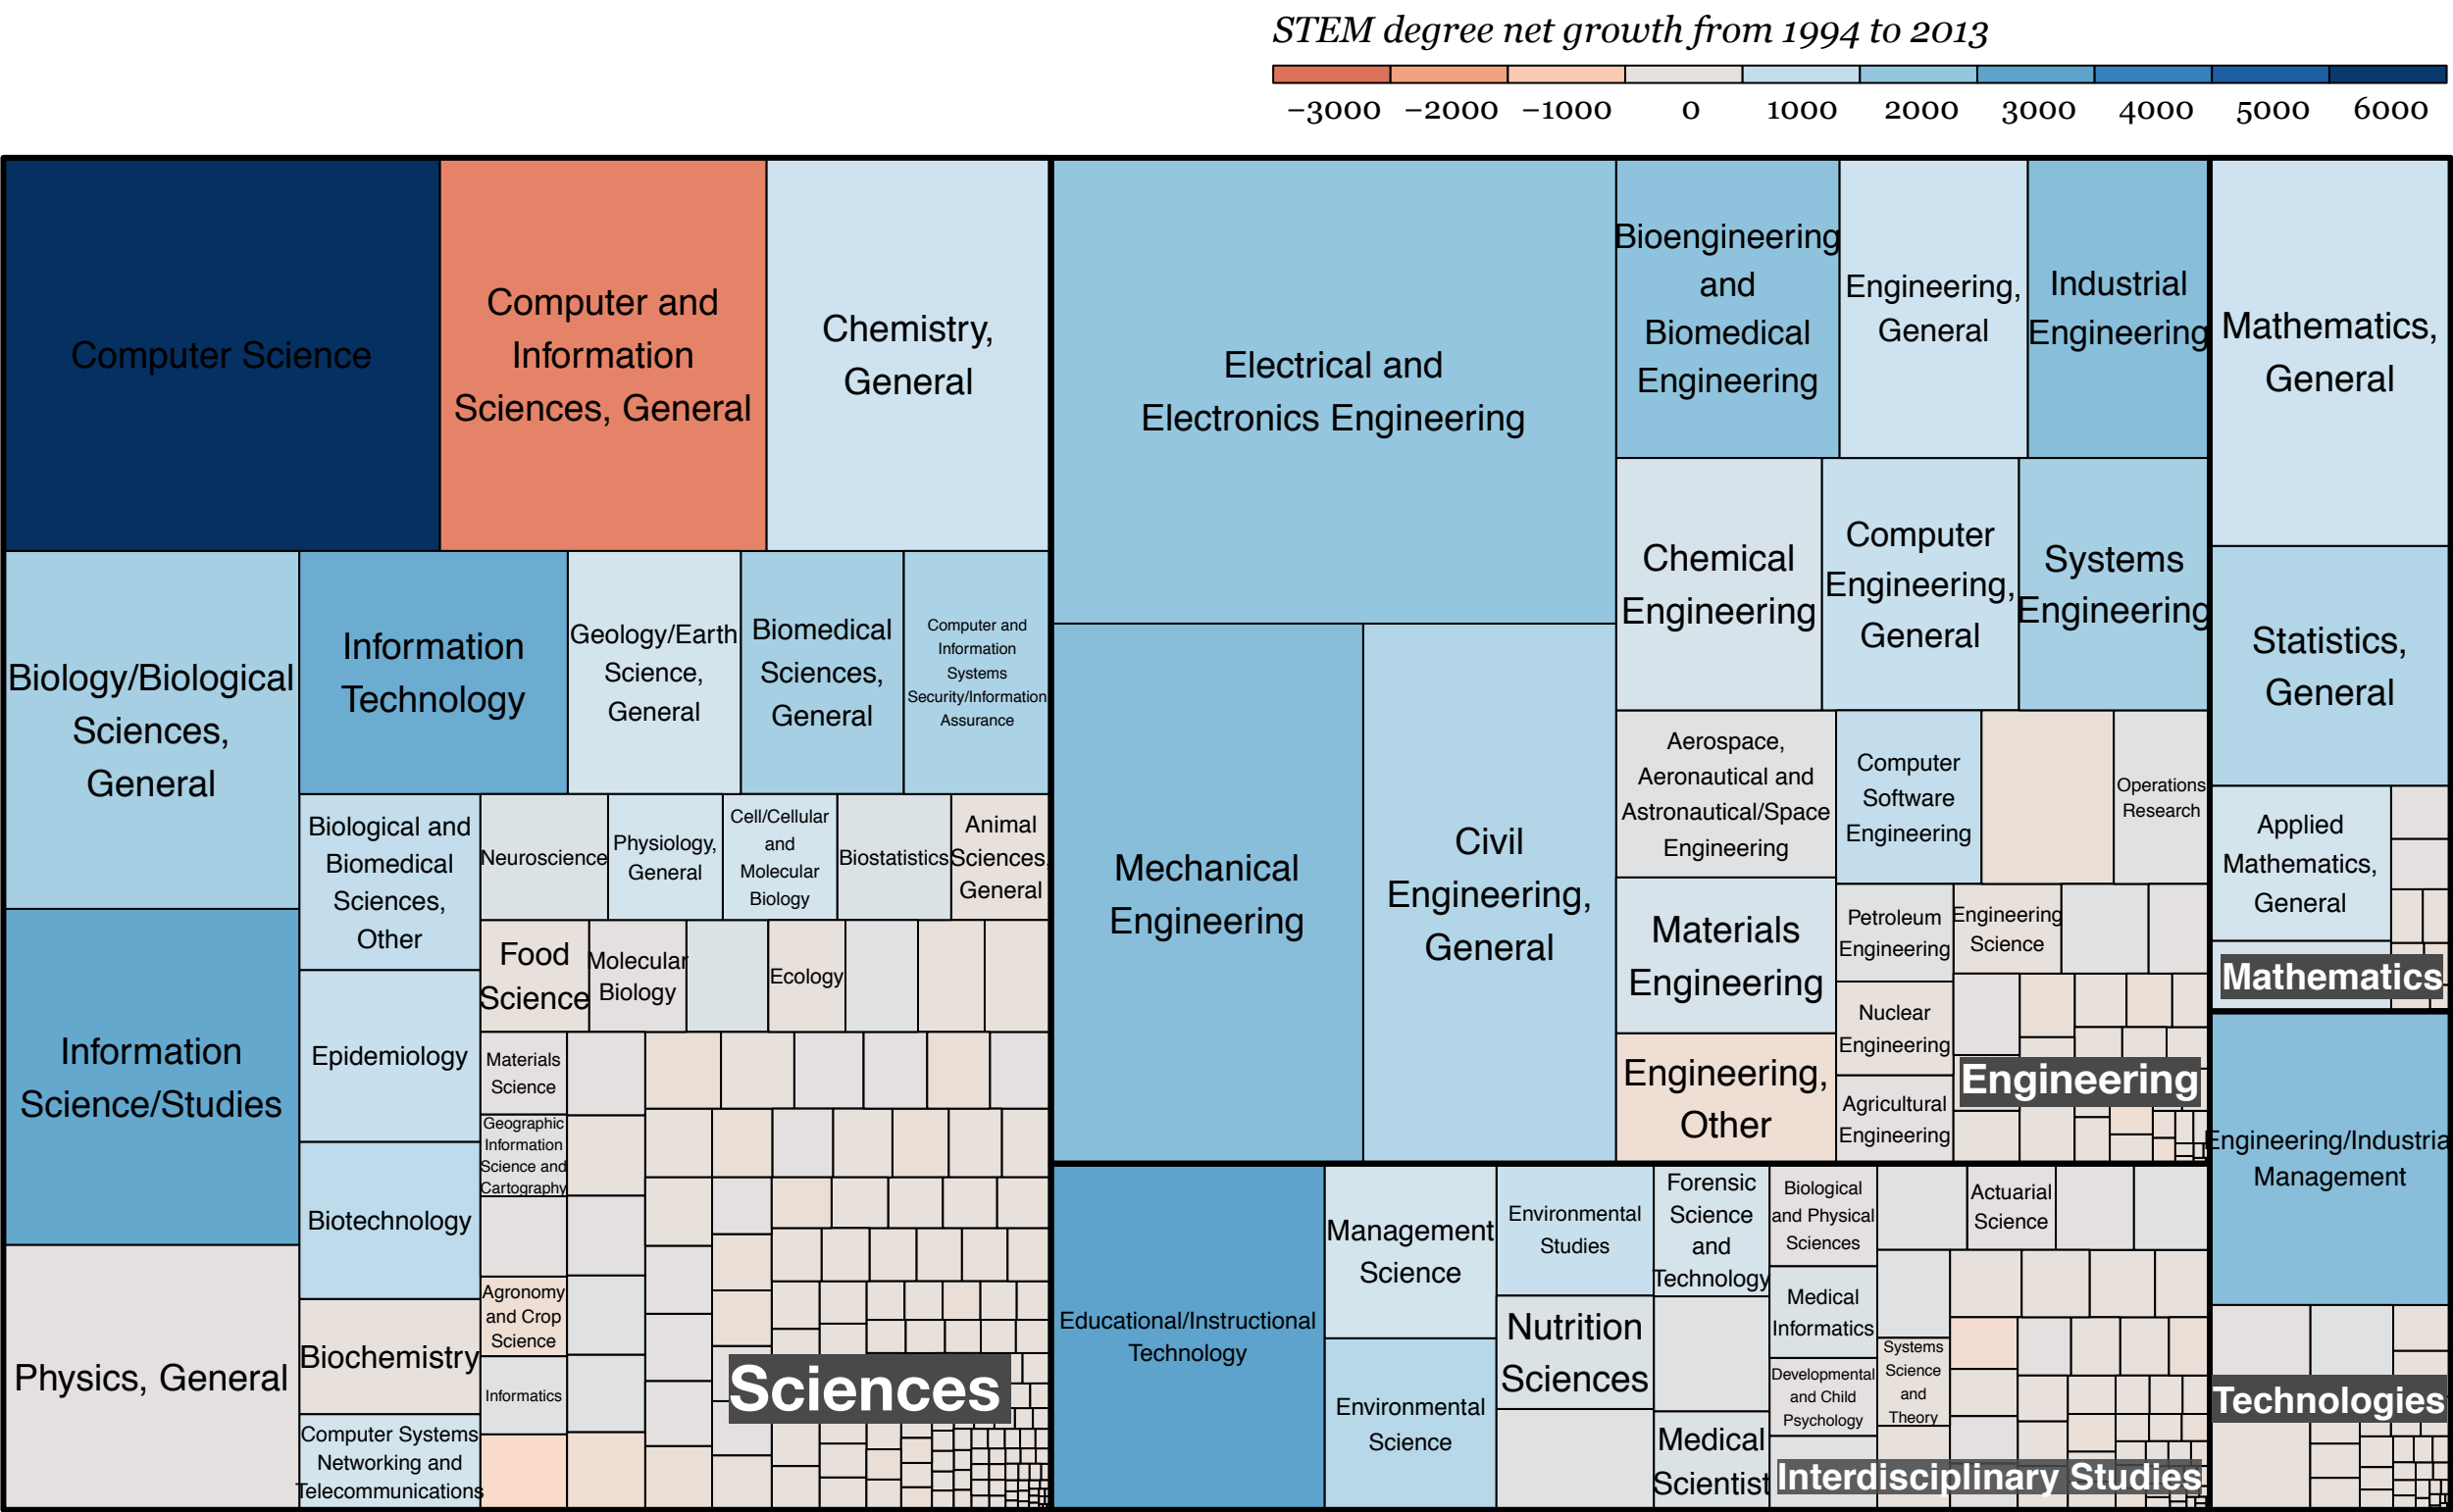 STEM degree net growth from 1994 to 2013
−3000 −2000 −1000 0 1000 2000 3000 4000 5000 6000
Computer Science
Computer and
Information
Sciences, General
Chemistry,
General
Biology/Biological
Sciences,
General
Information
Technology
Geology/Earth
Science,
General
Biomedical
Sciences,
General
Computer and
Information
Systems
Security/Information
Assurance
Information
Science/Studies
Physics, General
Biological and
Biomedical
Sciences,
Other
Epidemiology
Biotechnology
Biochemistry
Computer Systems
Networking and
Telecommunications
Neuroscience
Physiology,
General
Cell/Cellular
and
Molecular
Biology
Biostatistics
Animal
Sciences,
General
Food
Science
Molecular
Biology
Ecology
Materials
Science
Geographic
Information
Science and
Cartography
Agronomy
and Crop
Science
Informatics
Sciences
Electrical and
Electronics Engineering
Mechanical
Engineering
Civil
Engineering,
General
Bioengineering
and
Biomedical
Engineering
Engineering,
General
Industrial
Engineering
Chemical
Engineering
Computer
Engineering,
General
Systems
Engineering
Aerospace,
Aeronautical and
Astronautical/Space
Engineering
Computer
Software
Engineering
Operations
Research
Materials
Engineering
Engineering,
Other
Petroleum
Engineering
Engineering
Science
Nuclear
Engineering
Agricultural
Engineering
Engineering
Educational/Instructional
Technology
Management
Science
Environmental
Science
Environmental
Studies
Nutrition
Sciences
Forensic
Science
and
Technology
Medical
Scientist
Biological
and Physical
Sciences
Medical
Informatics
Developmental
and Child
Psychology
Actuarial
Science
Systems
Science
and
Theory
Interdisciplinary Studies
Mathematics,
General
Statistics,
General
Applied
Mathematics,
General
Mathematics
Engineering/Industria
Management
Technologies